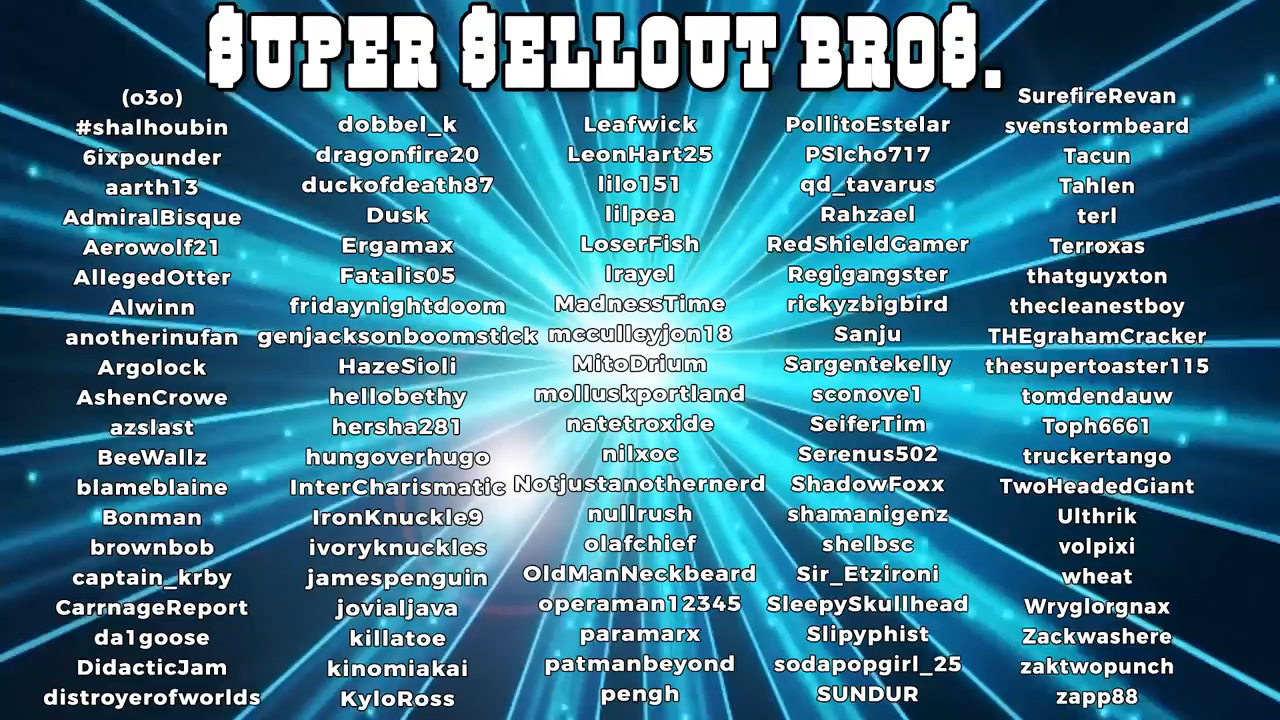 $UPER $ELLOUT BRO$.
(o3o)
#shalhoubin
6ixpounder
aarth13
AdmiralBisque
Aerowolf21
AllegedOtter
Alwinn
anotherinufan
Argolock
AshenCrowe
azslast
BeeWallz
blameblaine
Bonman
brownbob
captain_krby
CarrnageReport
da1goose
DidacticJam
distroyerofworlds
dobbel_k
dragonfire20
duckofdeath87
Dusk
Ergamax
Fatalis05
fridaynightdoom
genjacksonboomstick
HazeSioli
hellobethy
hersha281
hungoverhugo
InterCharismatic
IronKnuckle9
ivoryknuckles
jamespenguin
jovialjava
killatoe
kinomiakai
KyloRoss
Leafwick
LeonHart25
lilo151
lilpea
LoserFish
lrayel
MadnessTime
mcculleyjon18
MitoDrium
molluskportland
natetroxide
nilxoc
Notjustanothernerd
nullrush
olafchief
OldManNeckbeard
operaman12345
paramarx
patmanbeyond
pengh
PollitoEstelar
PSIcho717
qd_tavarus
Rahzael
RedShieldGamer
Regigangster
rickyzbigbird
Sanju
Sargentekelly
sconove1
SeiferTim
Serenus502
ShadowFoxx
shamanigenz
shelbsc
Sir_Etzironi
SleepySkullhead
Slipyphist
sodapopgirl_25
SUNDUR
SurefireRevan
svenstormbeard
Tacun
Tahlen
terl
Terroxas
thatguyxton
thecleanestboy
THEgrahamCracker
thesupertoaster115
tomdendauw
Toph6661
truckertango
TwoHeadedGiant
Ulthrik
volpixi
wheat
Wryglorgnax
Zackwashere
zaktwopunch
zapp88